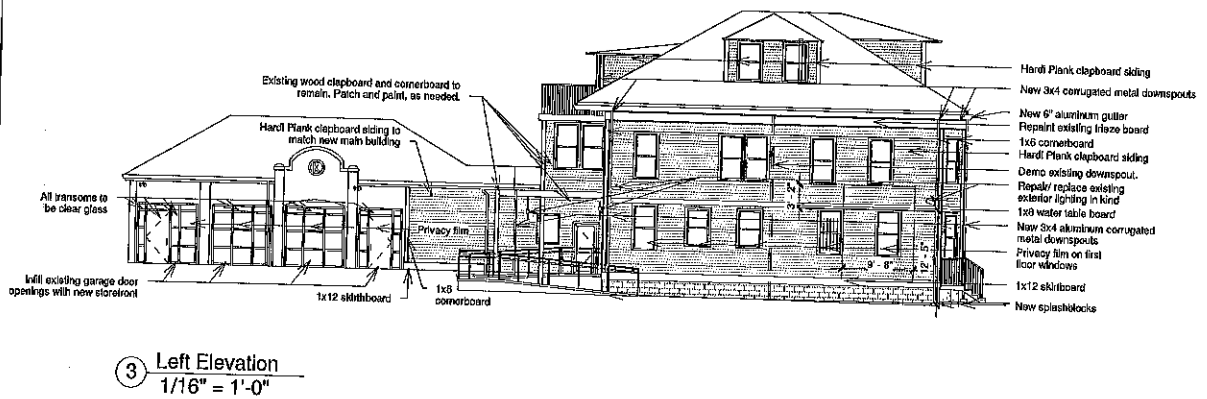 Existing wood clapboard and cornerboard to
remain. Patch and paint, as needed.
Hardi Plank clapboard siding to
match new main building
All transoms to
be clear glass
Privacy film
Infill existing garage door
openings with new storefront
1x12 skirtboard
1x6
cornerboard
3'-2"
9'-8"
12'-5"
Hardi Plank clapboard siding
New 3x4 corrugated metal downspouts
New 6" aluminum gutter
Repaint existing frieze board
1x6 cornerboard
Hardi Plank clapboard siding
Demo existing downspout.
Repair/ replace existing
exterior lighting in kind
1x8 water table board
New 3x4 aluminum corrugated
metal downspouts
Privacy film on first
floor windows
1x12 skirtboard
New splashblocks
3 Left Elevation
1/16" = 1'-0"